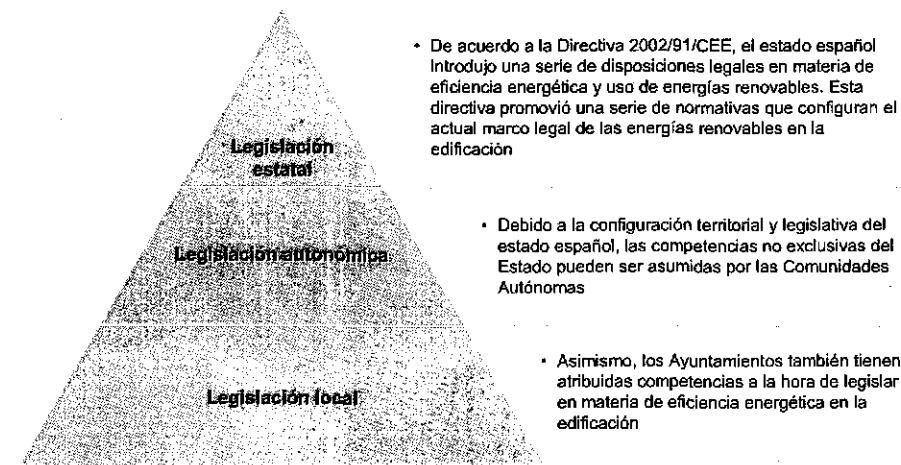 • De acuerdo a la Directiva 2002/91/CEE, el estado español
Introdujo una serie de disposiciones legales en materia de
eficiencia energética y uso de energías renovables. Esta
directiva promovió una serie de normativas que configuran el
actual marco legal de las energías renovables en la
edificación
Legislación
estatal
• Debido a la configuración territorial y legislativa del
estado español, las competencias no exclusivas del
Estado pueden ser asumidas por las Comunidades
Autónomas
Legislación autonómica
• Asimismo, los Ayuntamientos también tienen
atribuidas competencias a la hora de legislar
en materia de eficiencia energética en la
edificación
Legislación local